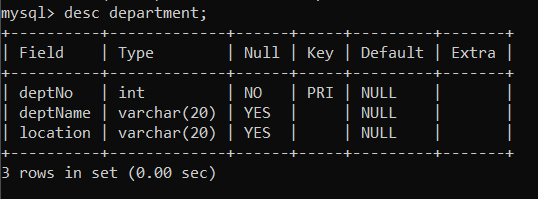 mysql> desc department;
+----------+-------------+------+-----+---------+-------+
| Field    | Type        | Null | Key | Default | Extra |
+----------+-------------+------+-----+---------+-------+
| deptNo   | int         | NO   | PRI | NULL    |       |
| deptName | varchar(20) | YES  |     | NULL    |       |
| location | varchar(20) | YES  |     | NULL    |       |
+----------+-------------+------+-----+---------+-------+
3 rows in set (0.00 sec)